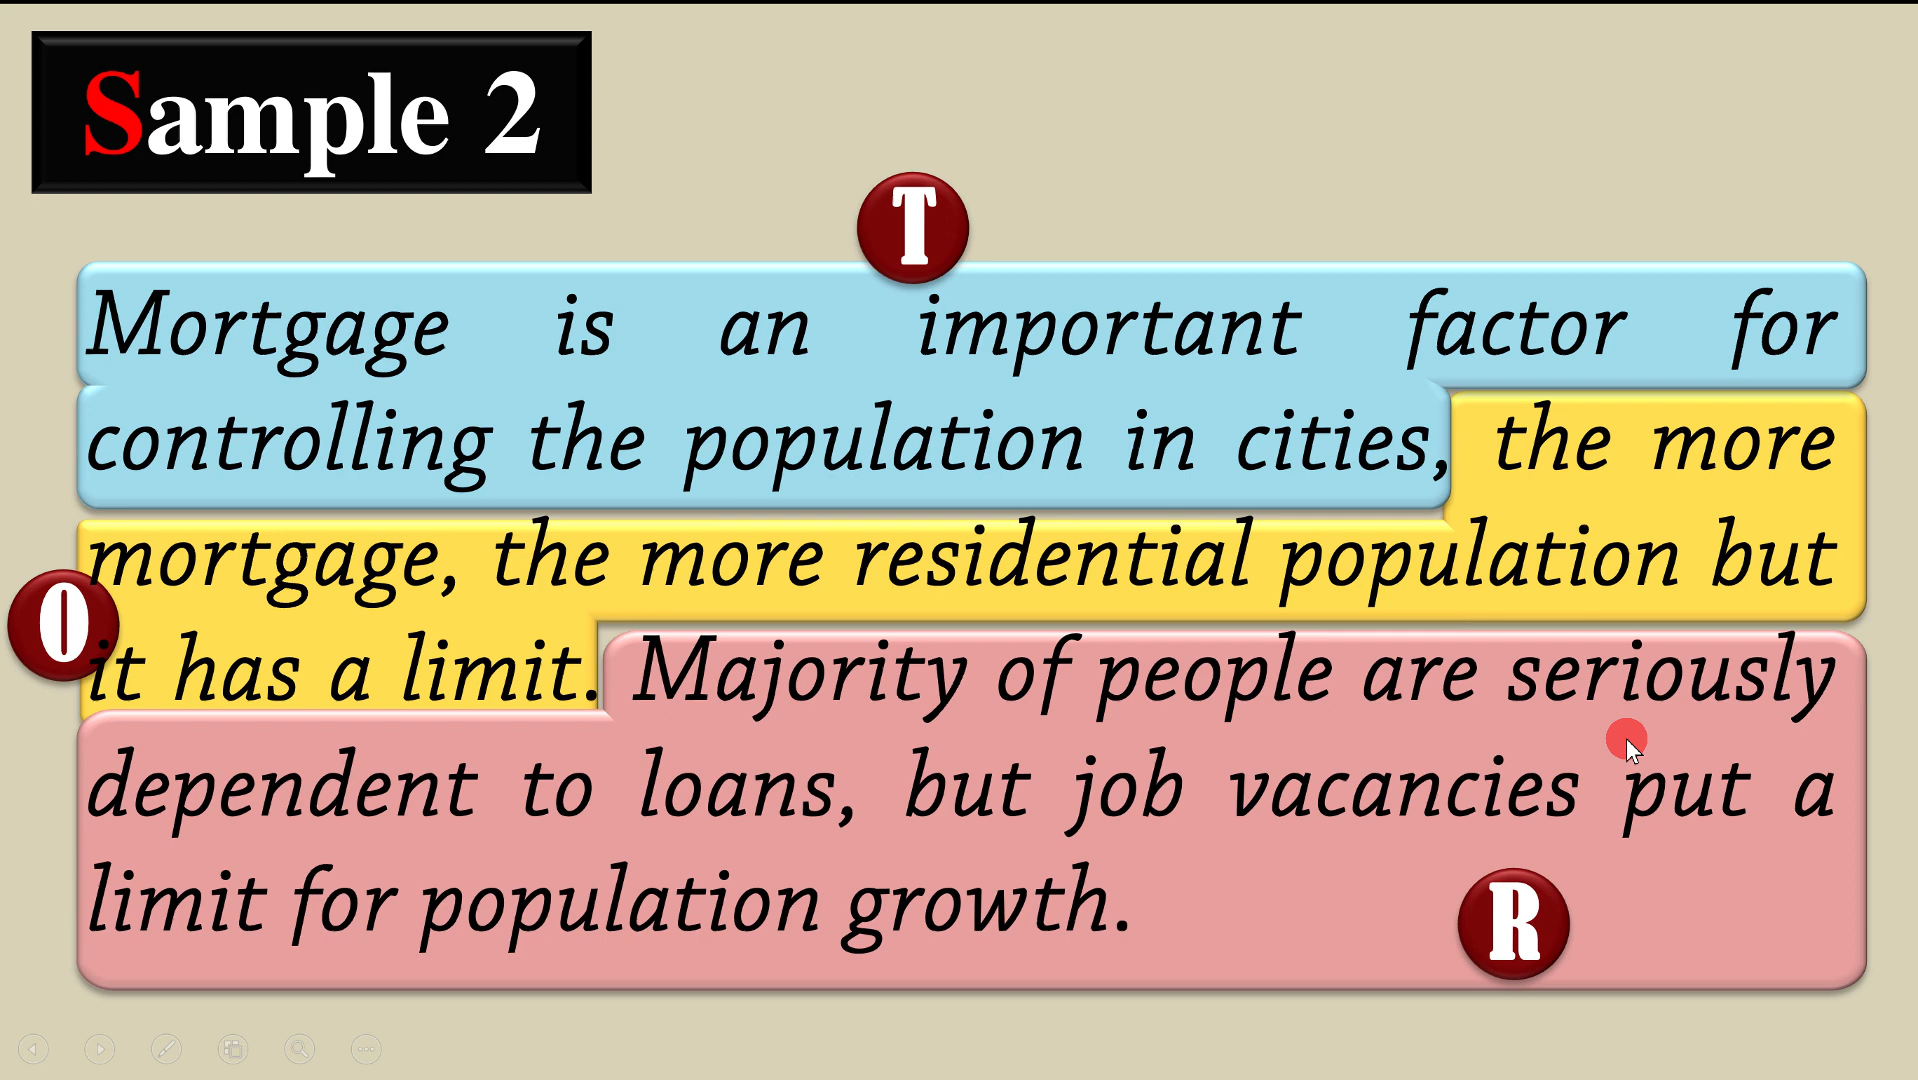 Sample 2
T
Mortgage is an important factor for
controlling the population in cities, the more
mortgage, the more residential population but
O
it has a limit. Majority of people are seriously
dependent to loans, but job vacancies put a
limit for population growth.
R